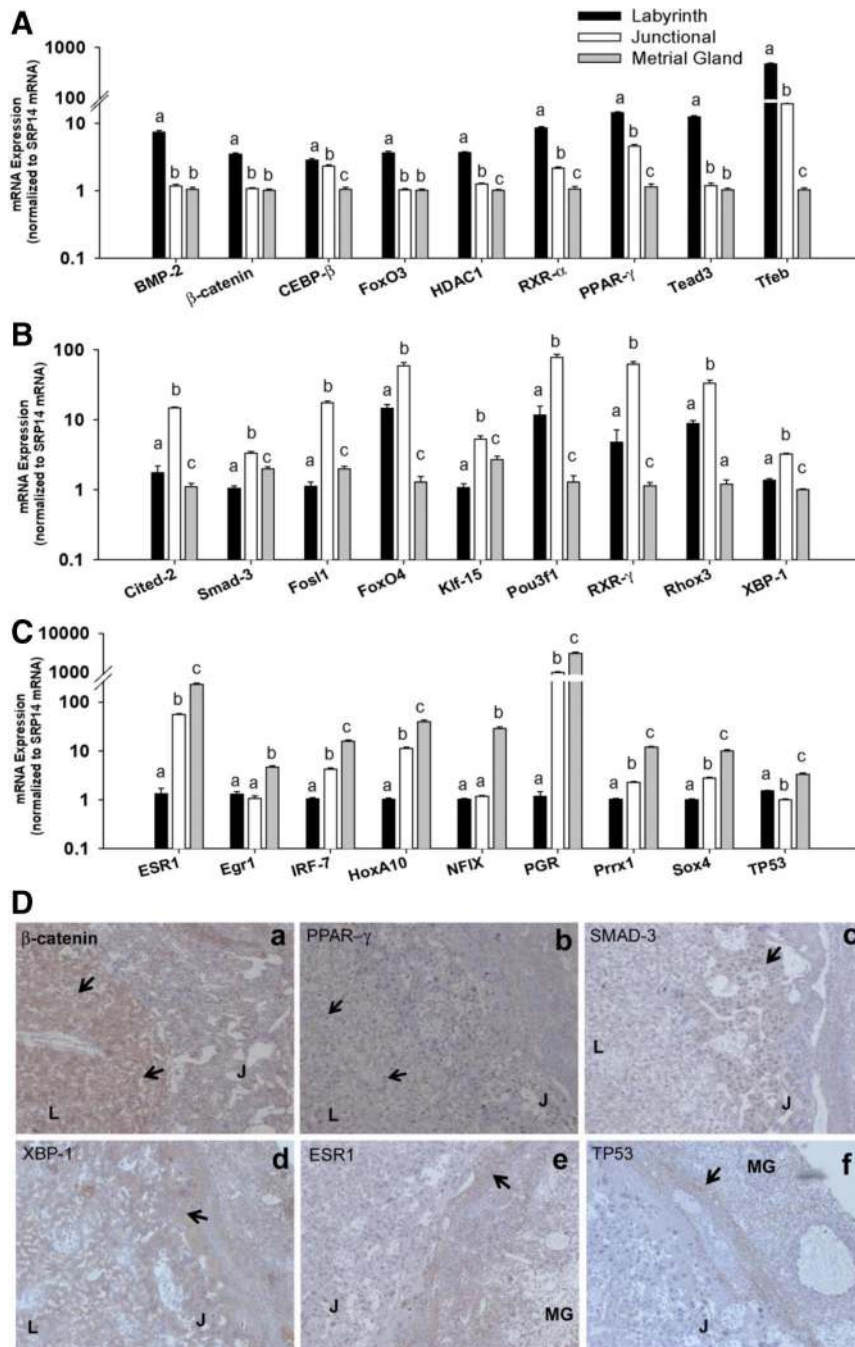 A
mRNA Expression
(normalized to SRP14 mRNA)
1000
100
10
1
0.1
Labyrinth
Junctional
Metrial Gland
a b b
a b b
a b c
a b b
a b c
a b c
a b c
a b b
a b c
BMP-2
β-catenin
CEBP-β
FoxO3
HDAC1
RXR-α
PPAR-γ
Tead3
Tfeb
B
mRNA Expression
(normalized to SRP14 mRNA)
100
10
1
0.1
a b c
a b c
a b c
a b c
a b c
a b c
a b c
a b a
a b c
Cited-2
Smad-3
Fosl1
FoxO4
Klf-15
Pou3f1
RXR-γ
Rhox3
XBP-1
C
mRNA Expression
(normalized to SRP14 mRNA)
10000
1000
100
10
1
0.1
a b c
a a b
a b c
a b c
a a b
a b c
a b c
a b c
a b c
ESR1
Egr1
IRF-7
HoxA10
NFIX
PGR
Prrx1
Sox4
TP53
D
β-catenin
a
J
L
PPAR-γ
b
L
J
SMAD-3
c
L
J
XBP-1
d
L
J
ESR1
e
J
MG
TP53
f
MG
J